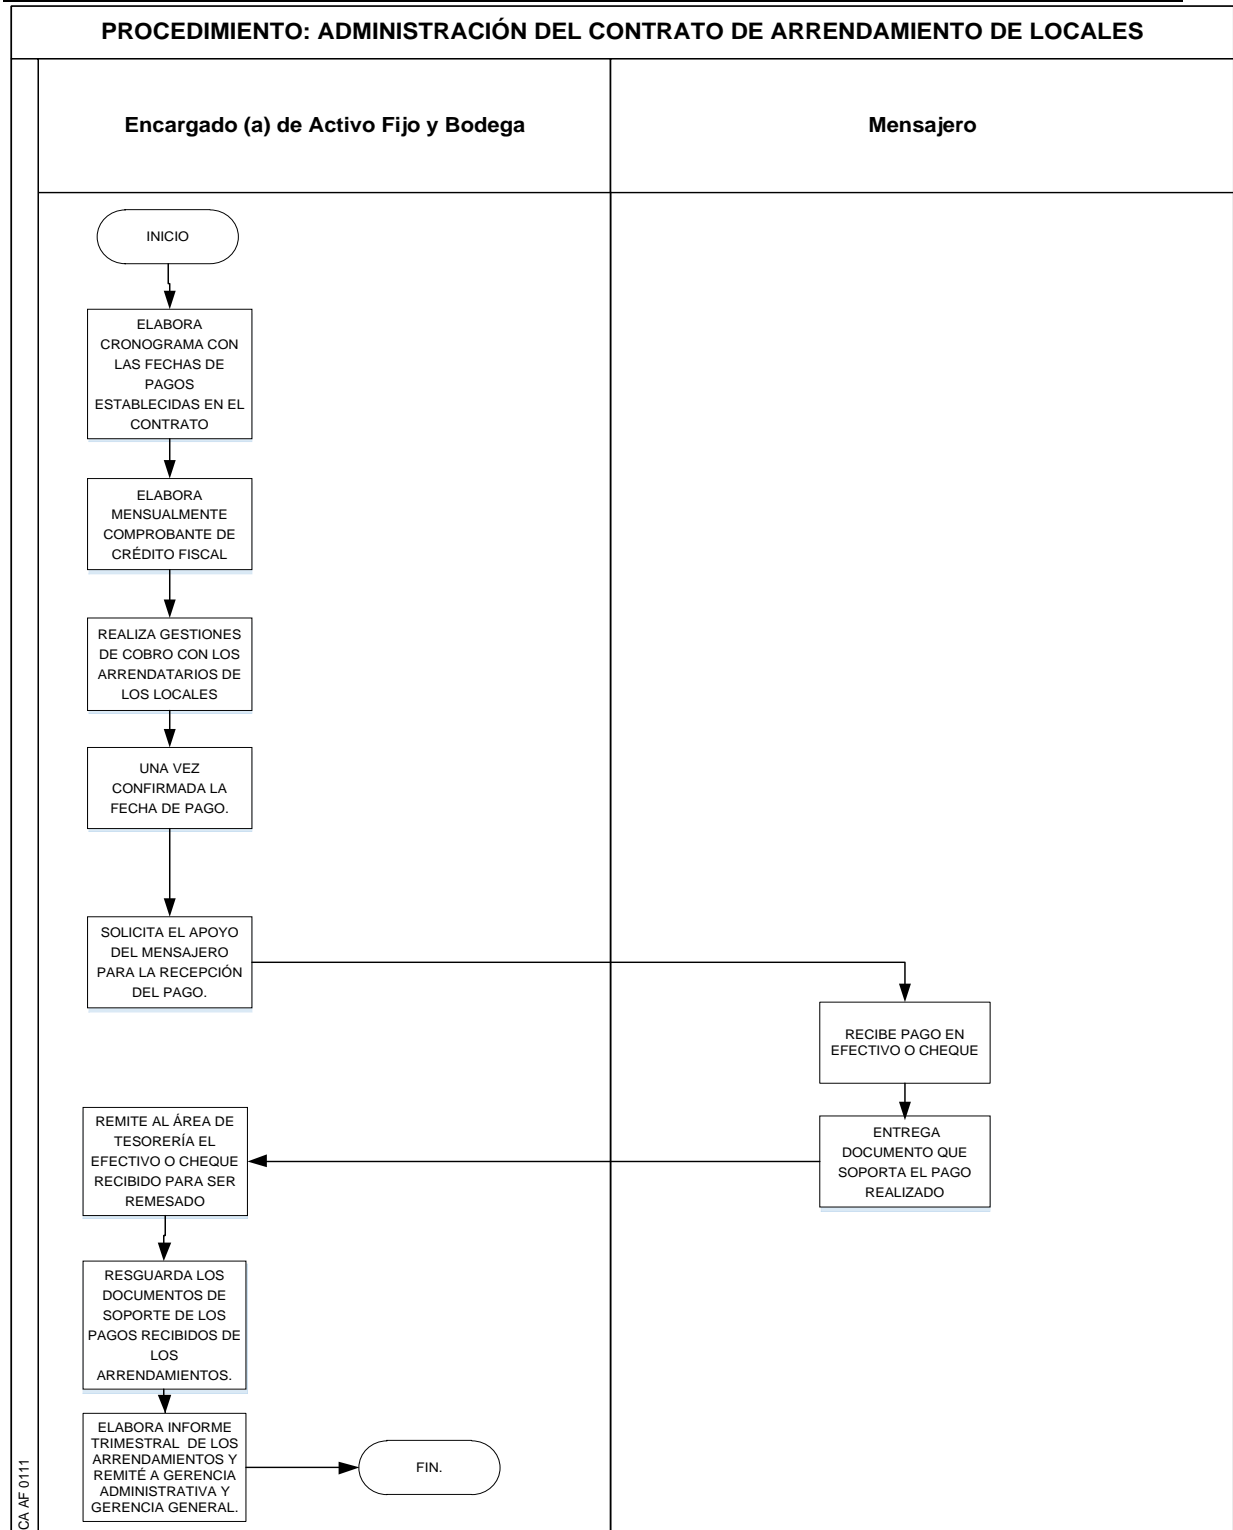 PROCEDIMIENTO: ADMINISTRACIÓN DEL CONTRATO DE ARRENDAMIENTO DE LOCALES
Encargado (a) de Activo Fijo y Bodega
Mensajero
INICIO
ELABORA
CRONOGRAMA CON
LAS FECHAS DE
PAGOS
ESTABLECIDAS EN EL
CONTRATO
ELABORA
MENSUALMENTE
COMPROBANTE DE
CRÉDITO FISCAL
REALIZA GESTIONES
DE COBRO CON LOS
ARRENDATARIOS DE
LOS LOCALES
UNA VEZ
CONFIRMADA LA
FECHA DE PAGO.
SOLICITA EL APOYO
DEL MENSAJERO
PARA LA RECEPCIÓN
DEL PAGO.
RECIBE PAGO EN
EFECTIVO O CHEQUE
ENTREGA
DOCUMENTO QUE
SOPORTA EL PAGO
REALIZADO
REMITE AL ÁREA DE
TESORERÍA EL
EFECTIVO O CHEQUE
RECIBIDO PARA SER
REMESADO
RESGUARDA LOS
DOCUMENTOS DE
SOPORTE DE LOS
PAGOS RECIBIDOS DE
LOS
ARRENDAMIENTOS.
ELABORA INFORME
TRIMESTRAL DE LOS
ARRENDAMIENTOS Y
REMITÉ A GERENCIA
ADMINISTRATIVA Y
GERENCIA GENERAL.
FIN.
CA AF 0111